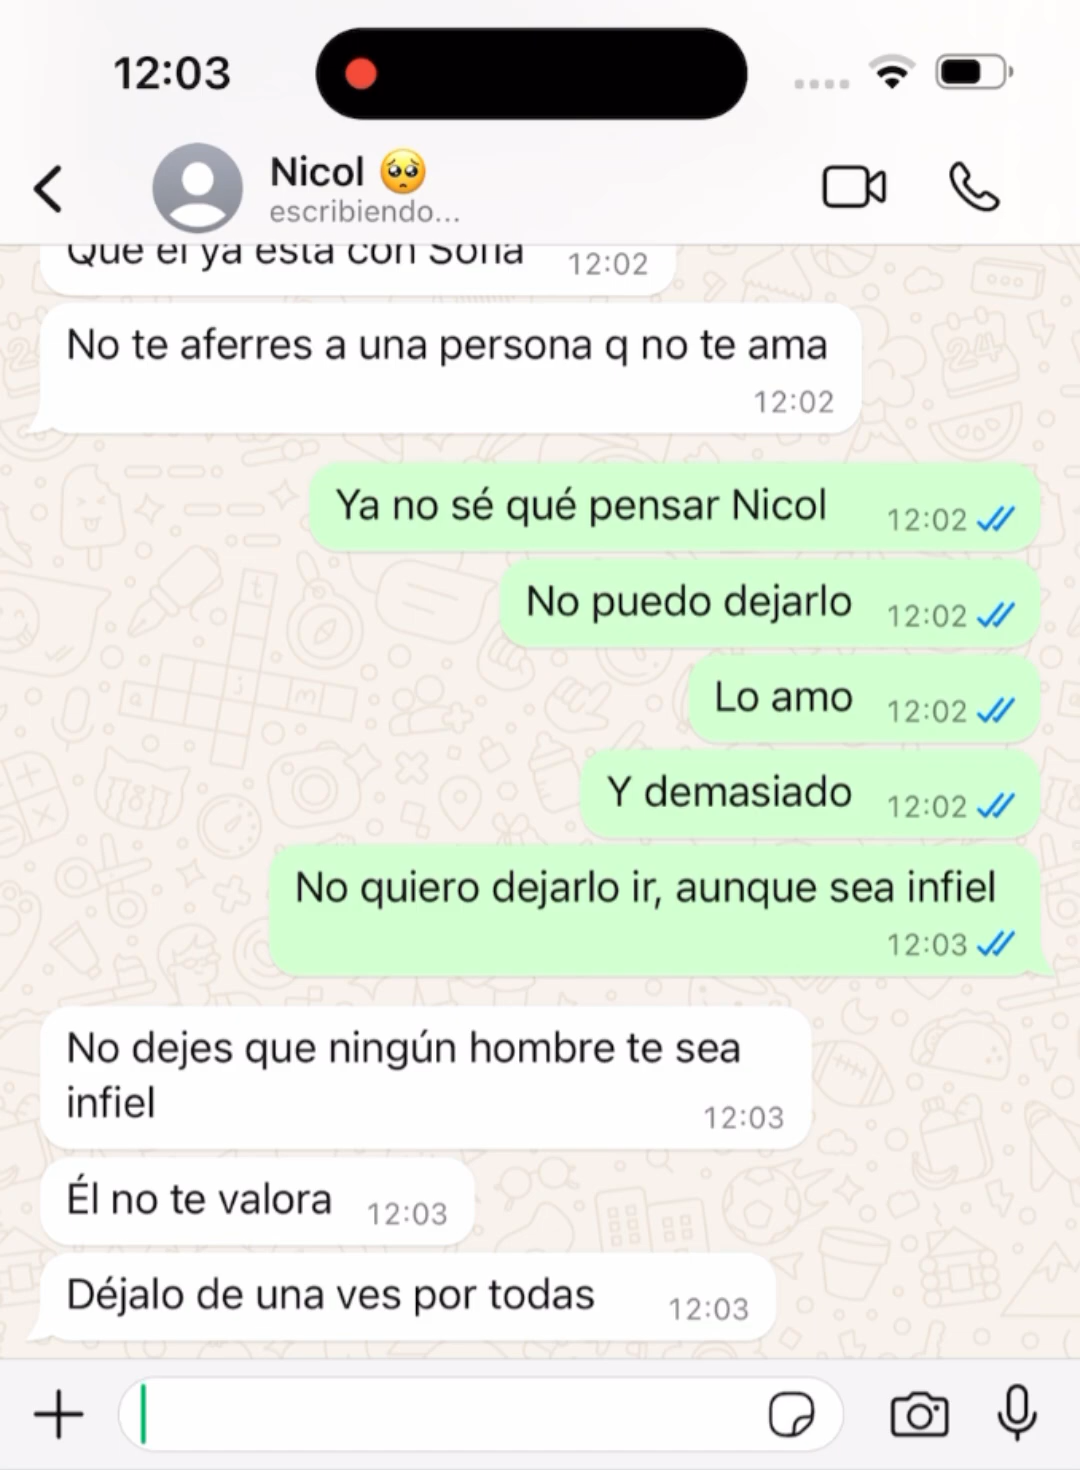 12:03
Nicol 🥺
escribiendo...
Que él ya está con Sofía 12:02
No te aferres a una persona q no te ama
12:02
Ya no sé qué pensar Nicol 12:02
No puedo dejarlo 12:02
Lo amo 12:02
Y demasiado 12:02
No quiero dejarlo ir, aunque sea infiel
12:03
No dejes que ningún hombre te sea
infiel
12:03
Él no te valora 12:03
Déjalo de una ves por todas 12:03